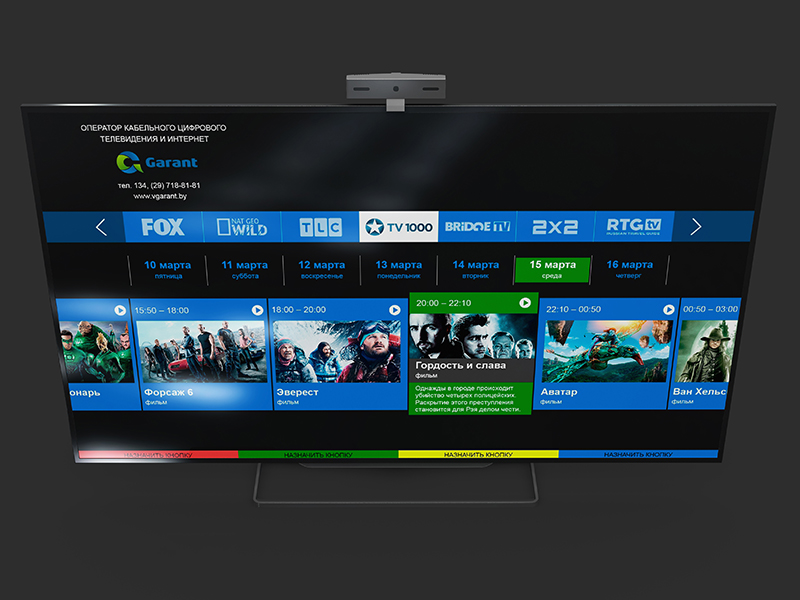 ОПЕРАТОР КАБЕЛЬНОГО ЦИФРОВОГО
ТЕЛЕВИДЕНИЯ И ИНТЕРНЕТ
Garant
тел. 134, (29) 718-81-81
www.vgarant.by
FOX
NAT GEO WILD
TLC
TV 1000
BRIDGE TV
2X2
RTG TV
RUSSIAN TRAVEL GUIDE
10 марта
пятница
11 марта
суббота
12 марта
воскресенье
13 марта
понедельник
14 марта
вторник
15 марта
среда
16 марта
четверг
онарь
15:50 – 18:00
Форсаж 6
фильм
18:00 – 20:00
Эверест
фильм
20:00 – 22:10
Гордость и слава
фильм
Однажды в городе происходит
убийство четырех полицейских.
Раскрытие этого преступления
становится для Рэя делом чести.
22:10 – 00:50
Аватар
фильм
00:50 – 03:00
Ван Хельс
фильм
НАЗНАЧИТЬ КНОПКУ
НАЗНАЧИТЬ КНОПКУ
НАЗНАЧИТЬ КНОПКУ
НАЗНАЧИТЬ КНОПКУ